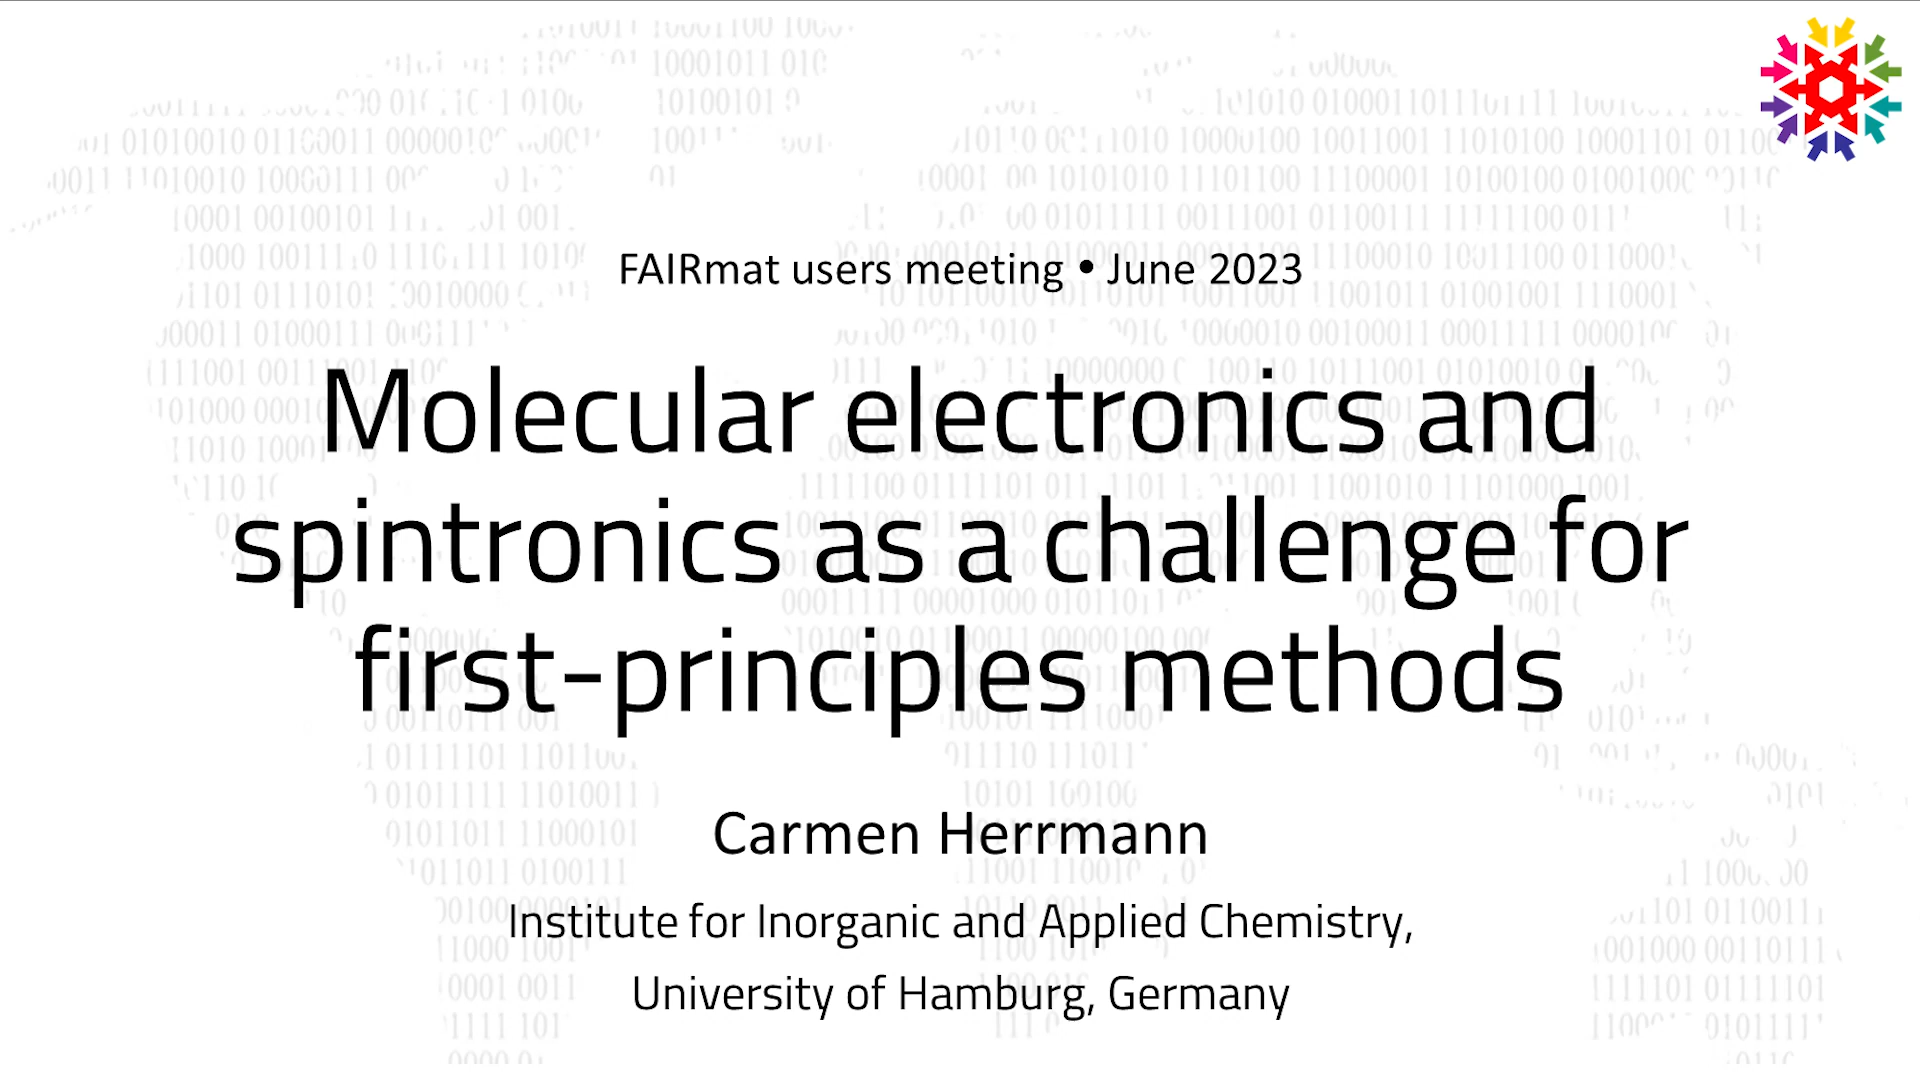 FAIRmat users meeting • June 2023
Molecular electronics and
spintronics as a challenge for
first-principles methods
Carmen Herrmann
Institute for Inorganic and Applied Chemistry,
University of Hamburg, Germany